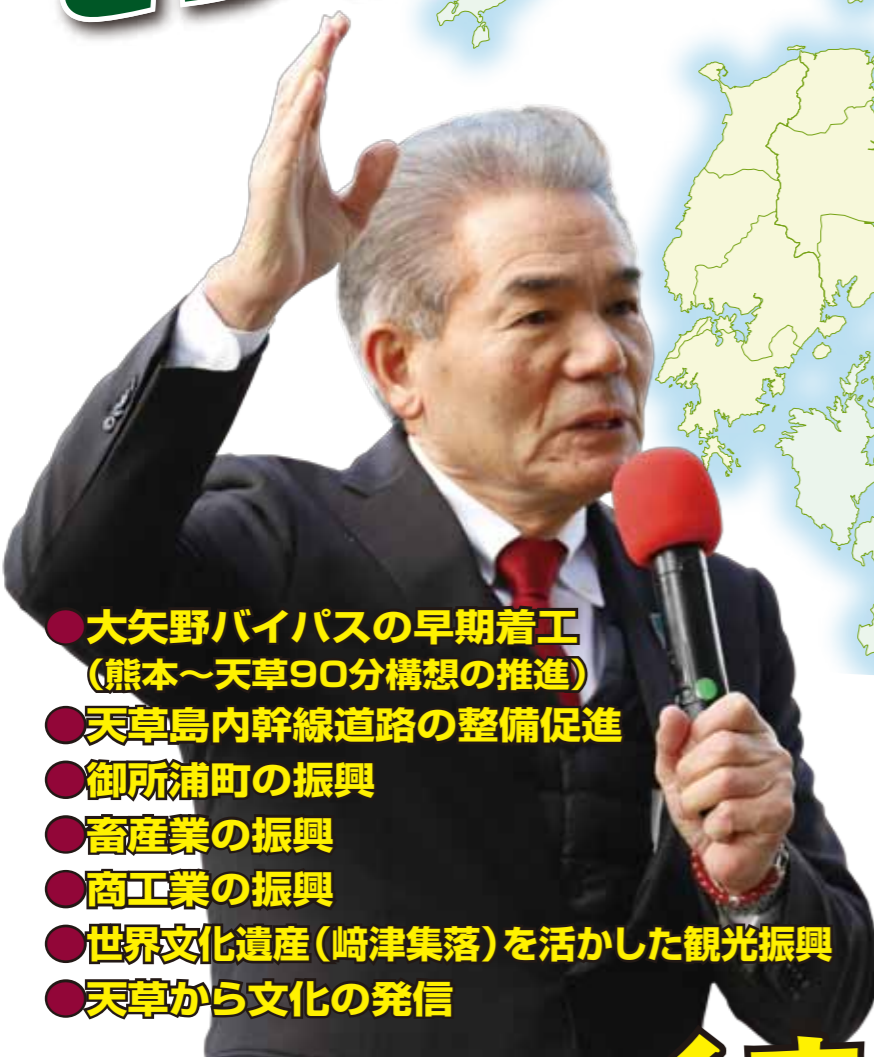 ●大矢野バイパスの早期着工
（熊本～天草90分構想の推進）
●天草島内幹線道路の整備促進
●御所浦町の振興
●畜産業の振興
●商工業の振興
●世界文化遺産（﨑津集落）を活かした観光振興
●天草から文化の発信